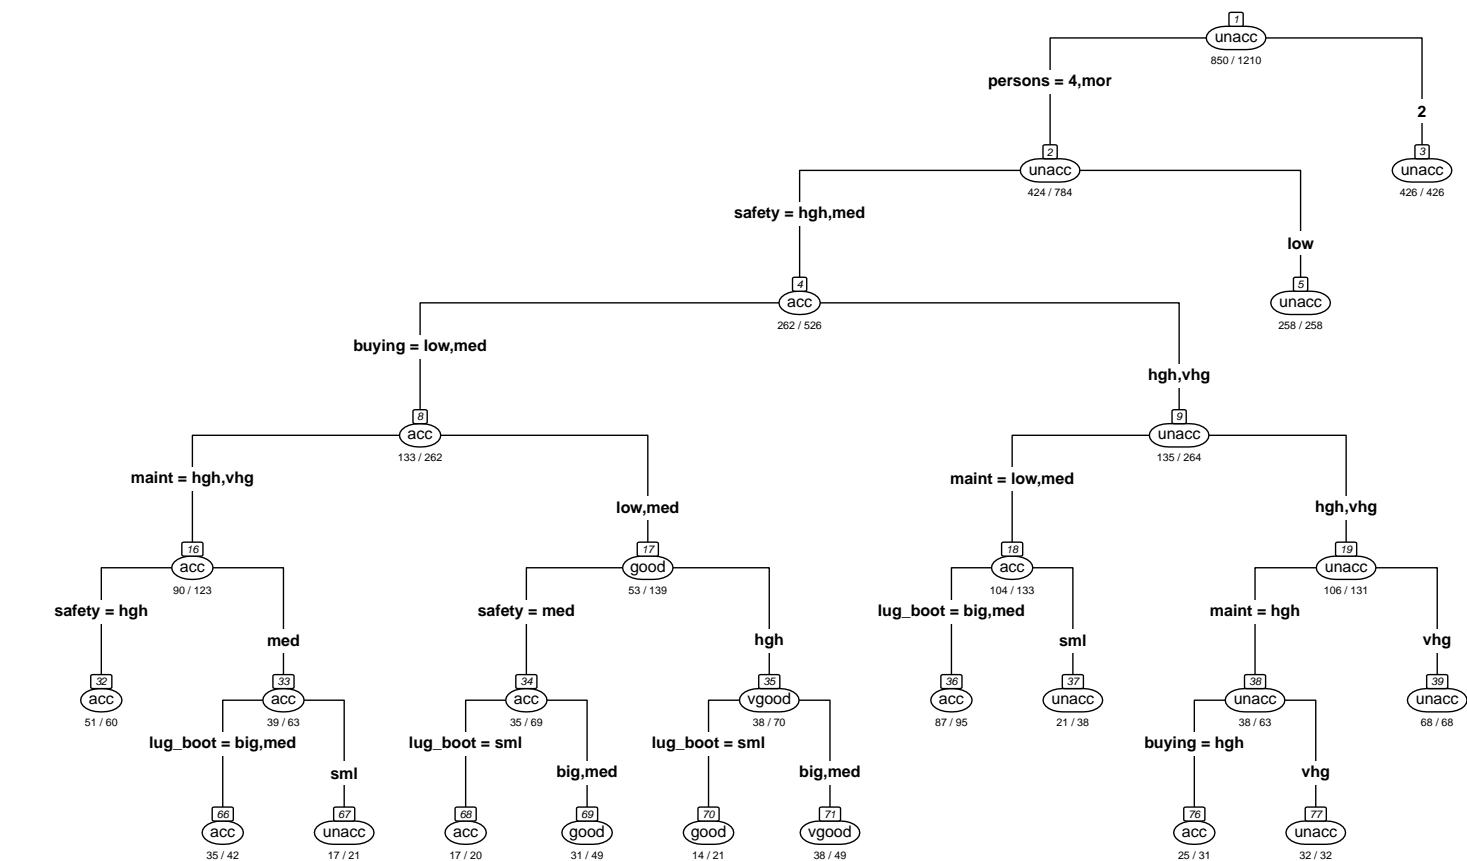 1
unacc
850 / 1210
persons = 4,mor
2
2
unacc
424 / 784
3
unacc
426 / 426
safety = hgh,med
low
4
acc
262 / 526
5
unacc
258 / 258
buying = low,med
hgh,vhg
8
acc
133 / 262
9
unacc
135 / 264
maint = hgh,vhg
low,med
maint = low,med
hgh,vhg
16
acc
90 / 123
17
good
53 / 139
18
acc
104 / 133
19
unacc
106 / 131
safety = hgh
med
safety = med
hgh
lug_boot = big,med
sml
maint = hgh
vhg
32
acc
51 / 60
33
acc
39 / 63
34
acc
35 / 69
35
vgood
38 / 70
36
acc
87 / 95
37
unacc
21 / 38
38
unacc
38 / 63
39
unacc
68 / 68
lug_boot = big,med
sml
lug_boot = sml
big,med
lug_boot = sml
big,med
buying = hgh
vhg
66
acc
35 / 42
67
unacc
17 / 21
68
acc
17 / 20
69
good
31 / 49
70
good
14 / 21
71
vgood
38 / 49
76
acc
25 / 31
77
unacc
32 / 32